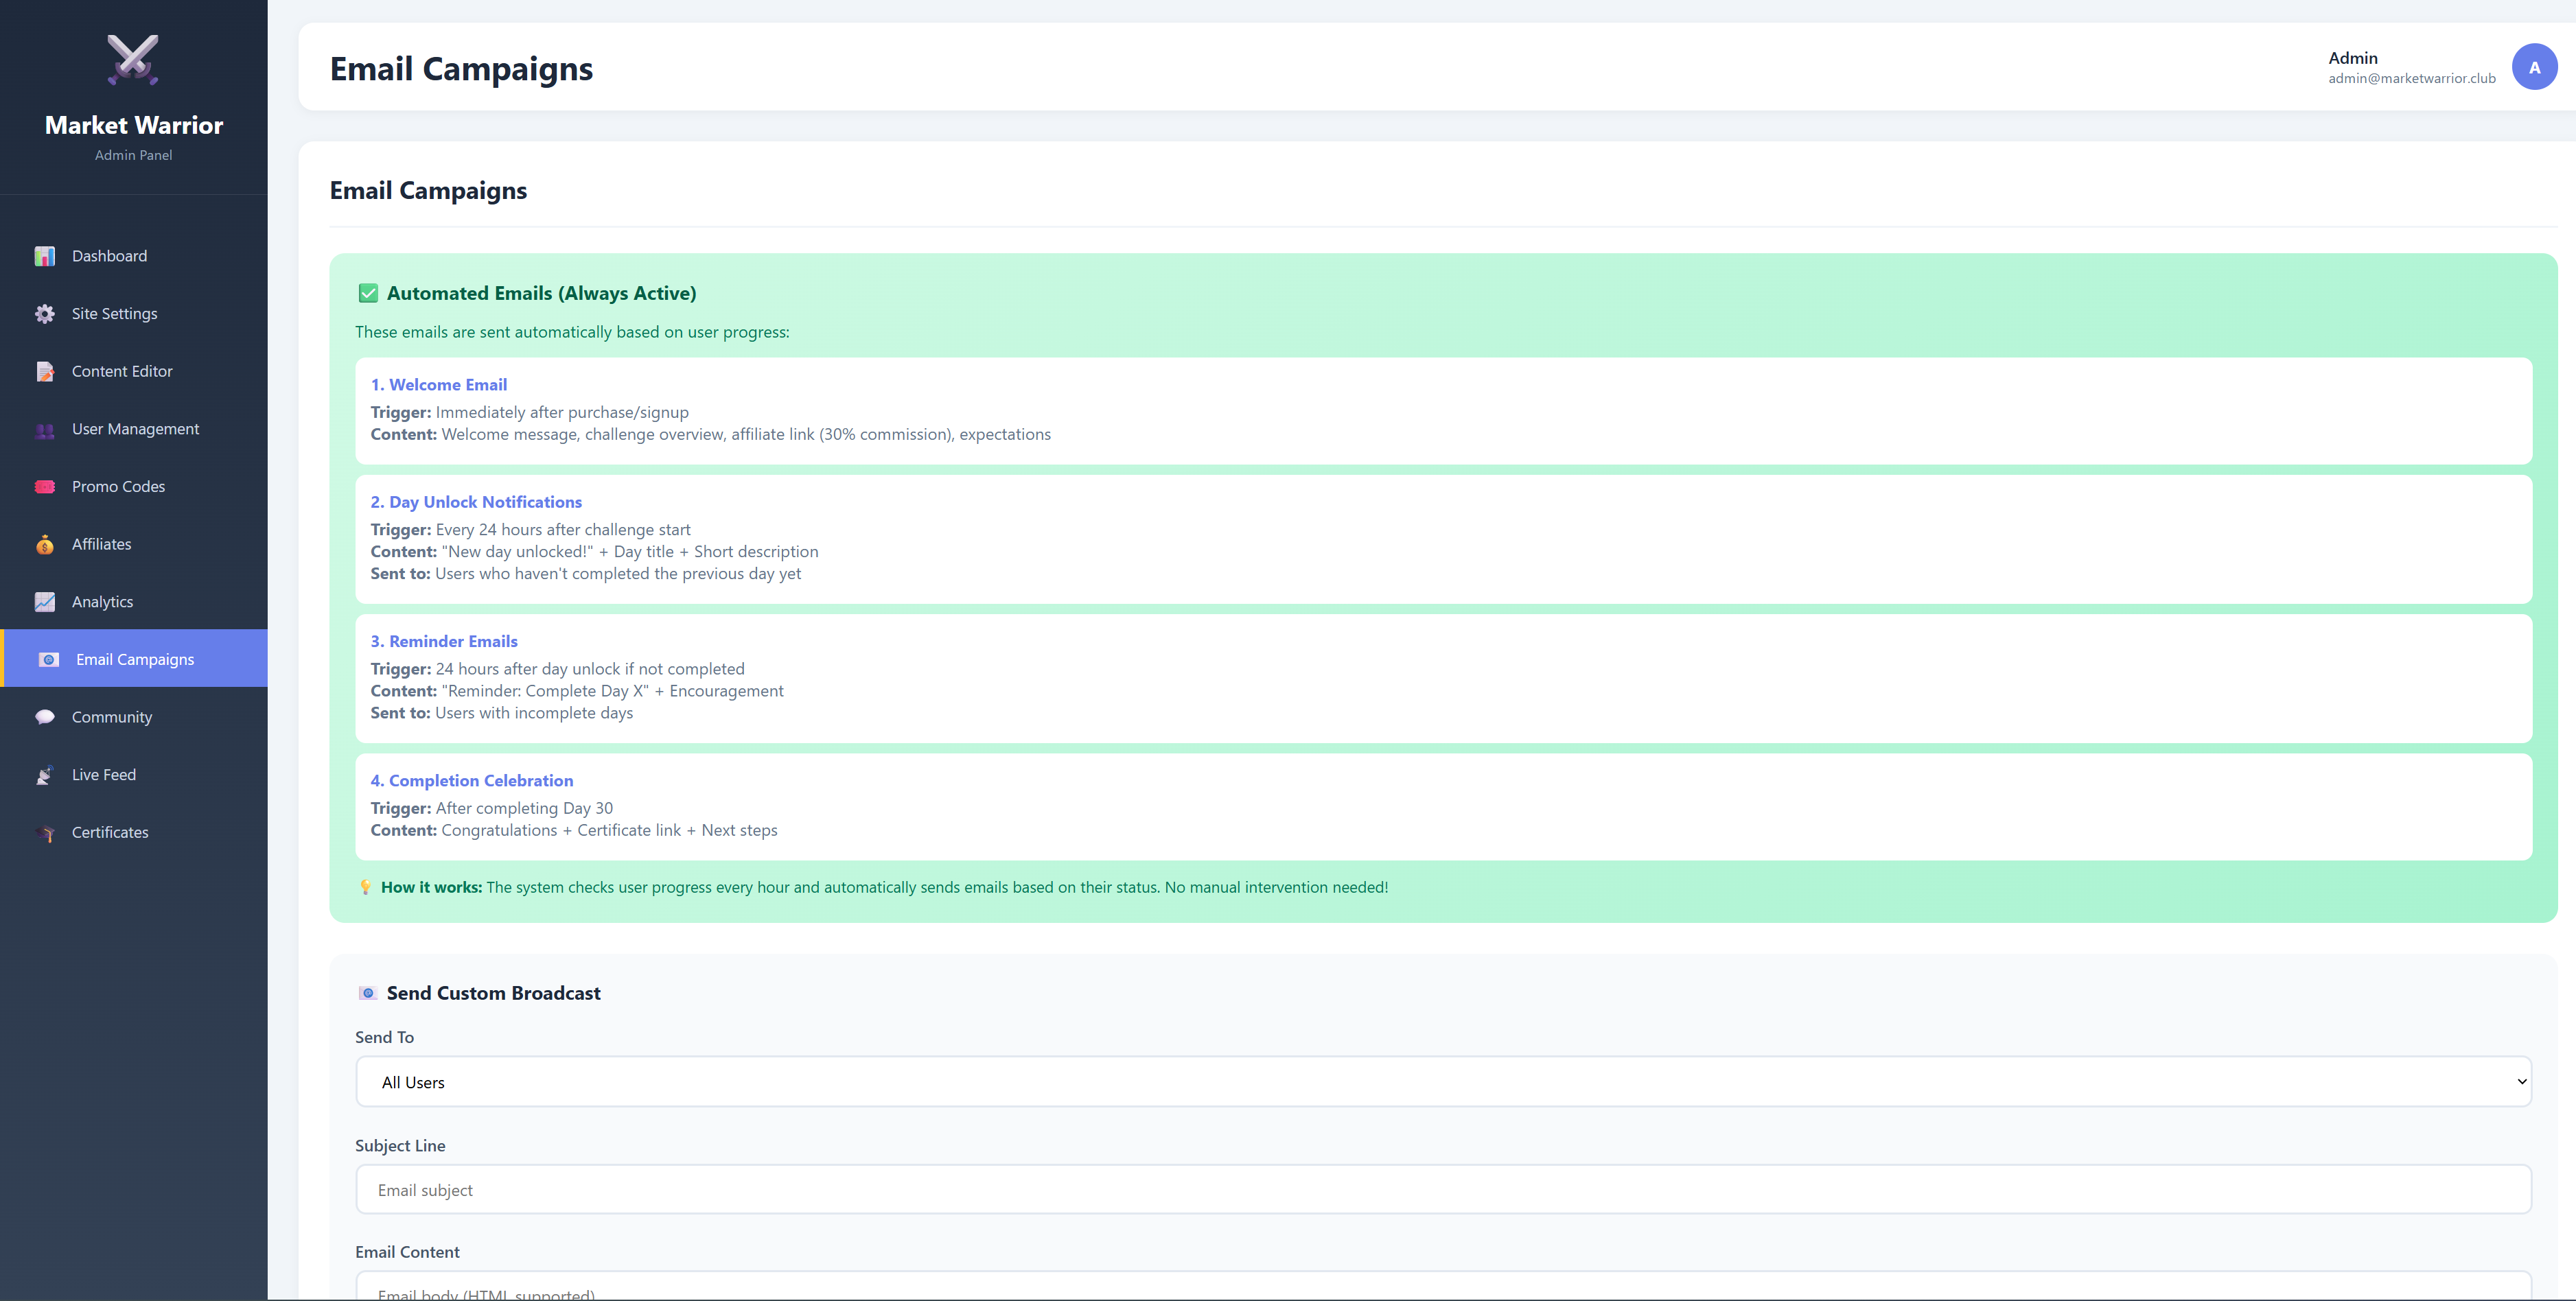 Market Warrior
Admin Panel
Dashboard
Site Settings
Content Editor
User Management
Promo Codes
Affiliates
Analytics
Email Campaigns
Community
Live Feed
Certificates
Email Campaigns
Admin
admin@marketwarrior.club
A
Email Campaigns
Automated Emails (Always Active)
These emails are sent automatically based on user progress:
1. Welcome Email
Trigger: Immediately after purchase/signup
Content: Welcome message, challenge overview, affiliate link (30% commission), expectations
2. Day Unlock Notifications
Trigger: Every 24 hours after challenge start
Content: "New day unlocked!" + Day title + Short description
Sent to: Users who haven't completed the previous day yet
3. Reminder Emails
Trigger: 24 hours after day unlock if not completed
Content: "Reminder: Complete Day X" + Encouragement
Sent to: Users with incomplete days
4. Completion Celebration
Trigger: After completing Day 30
Content: Congratulations + Certificate link + Next steps
How it works: The system checks user progress every hour and automatically sends emails based on their status. No manual intervention needed!
Send Custom Broadcast
Send To
All Users
Subject Line
Email subject
Email Content
Email body (HTML supported)